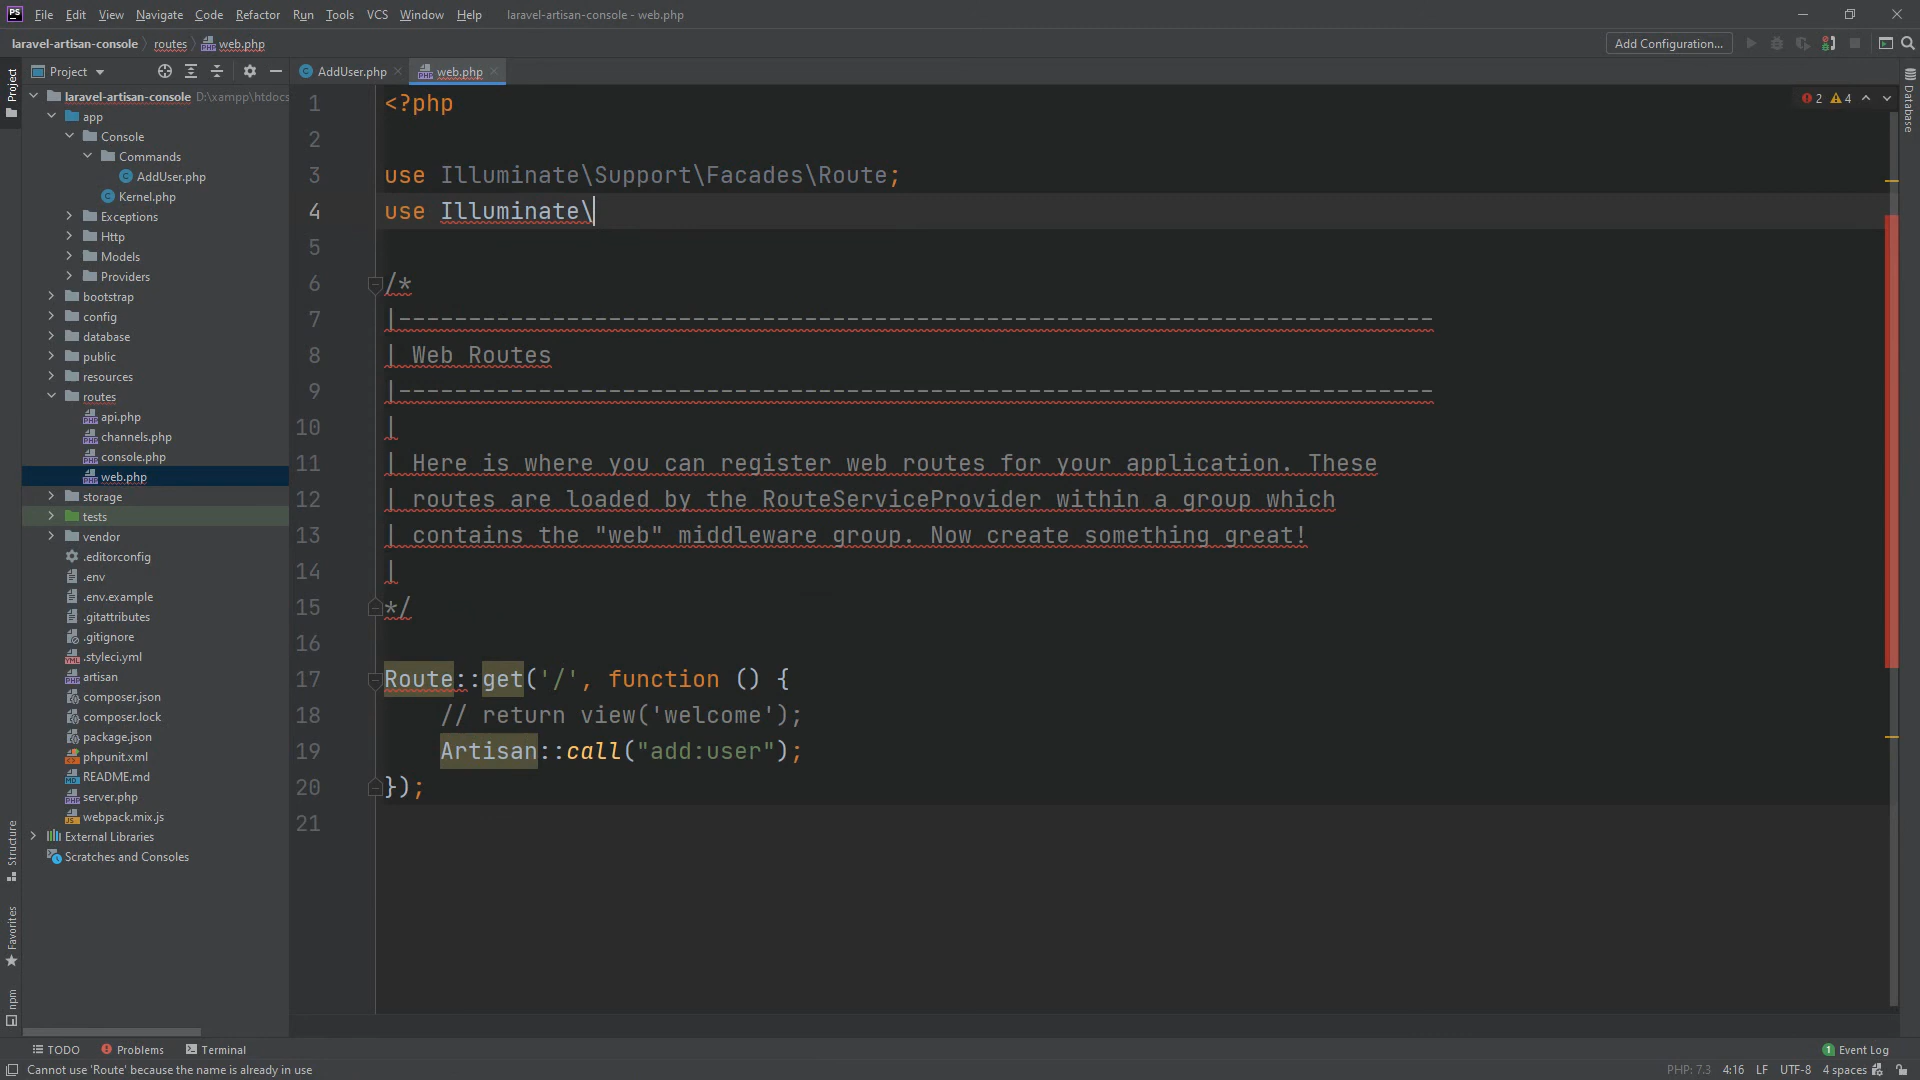 PS File Edit View Navigate Code Refactor Run Tools VCS Window Help laravel-artisan-console - web.php
laravel-artisan-console routes web.php Add Configuration...
Project AddUser.php web.php
laravel-artisan-console D:\xampp\htdocs
app
Console
Commands
AddUser.php
Kernel.php
Exceptions
Http
Models
Providers
bootstrap
config
database
public
resources
routes
api.php
channels.php
console.php
web.php
storage
tests
vendor
.editorconfig
.env
.env.example
.gitattributes
.gitignore
.styleci.yml
artisan
composer.json
composer.lock
package.json
phpunit.xml
README.md
server.php
webpack.mix.js
External Libraries
Scratches and Consoles
Project
Structure
Favorites
npm
1 <?php
2
3 use Illuminate\Support\Facades\Route;
4 use Illuminate\
5
6 /*
7 |--------------------------------------------------------------------------
8 | Web Routes
9 |--------------------------------------------------------------------------
10 |
11 | Here is where you can register web routes for your application. These
12 | routes are loaded by the RouteServiceProvider within a group which
13 | contains the "web" middleware group. Now create something great!
14 |
15 */
16
17 Route::get('/', function () {
18 // return view('welcome');
19 Artisan::call("add:user");
20 });
21
2 4
Database
TODO Problems Terminal 1 Event Log
Cannot use 'Route' because the name is already in use PHP: 7.3 4:16 LF UTF-8 4 spaces